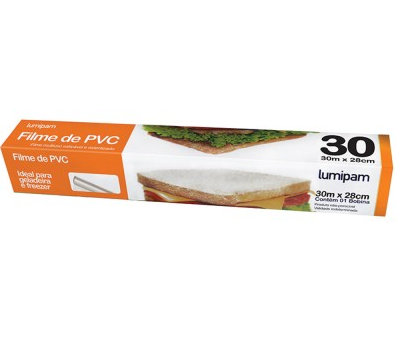 lumipam
Filme de PVC
Filme de PVC
Ideal para
geladeira
e freezer
30
30m x 28cm
lumipam
30m x 28cm
Contém 01 Bobina